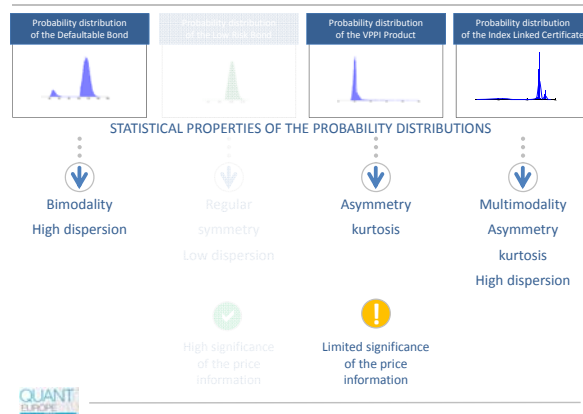 Probability distribution
of the Defaultable Bond
Probability distribution
of the Low Risk Bond
Probability distribution
of the VPPI Product
Probability distribution
of the Index Linked Certificate
STATISTICAL PROPERTIES OF THE PROBABILITY DISTRIBUTIONS
Bimodality
High dispersion
Regular
symmetry
Low dispersion
Asymmetry
kurtosis
Multimodality
Asymmetry
kurtosis
High dispersion
High significance
of the price
information
Limited significance
of the price
information
QUANT
EUROPE